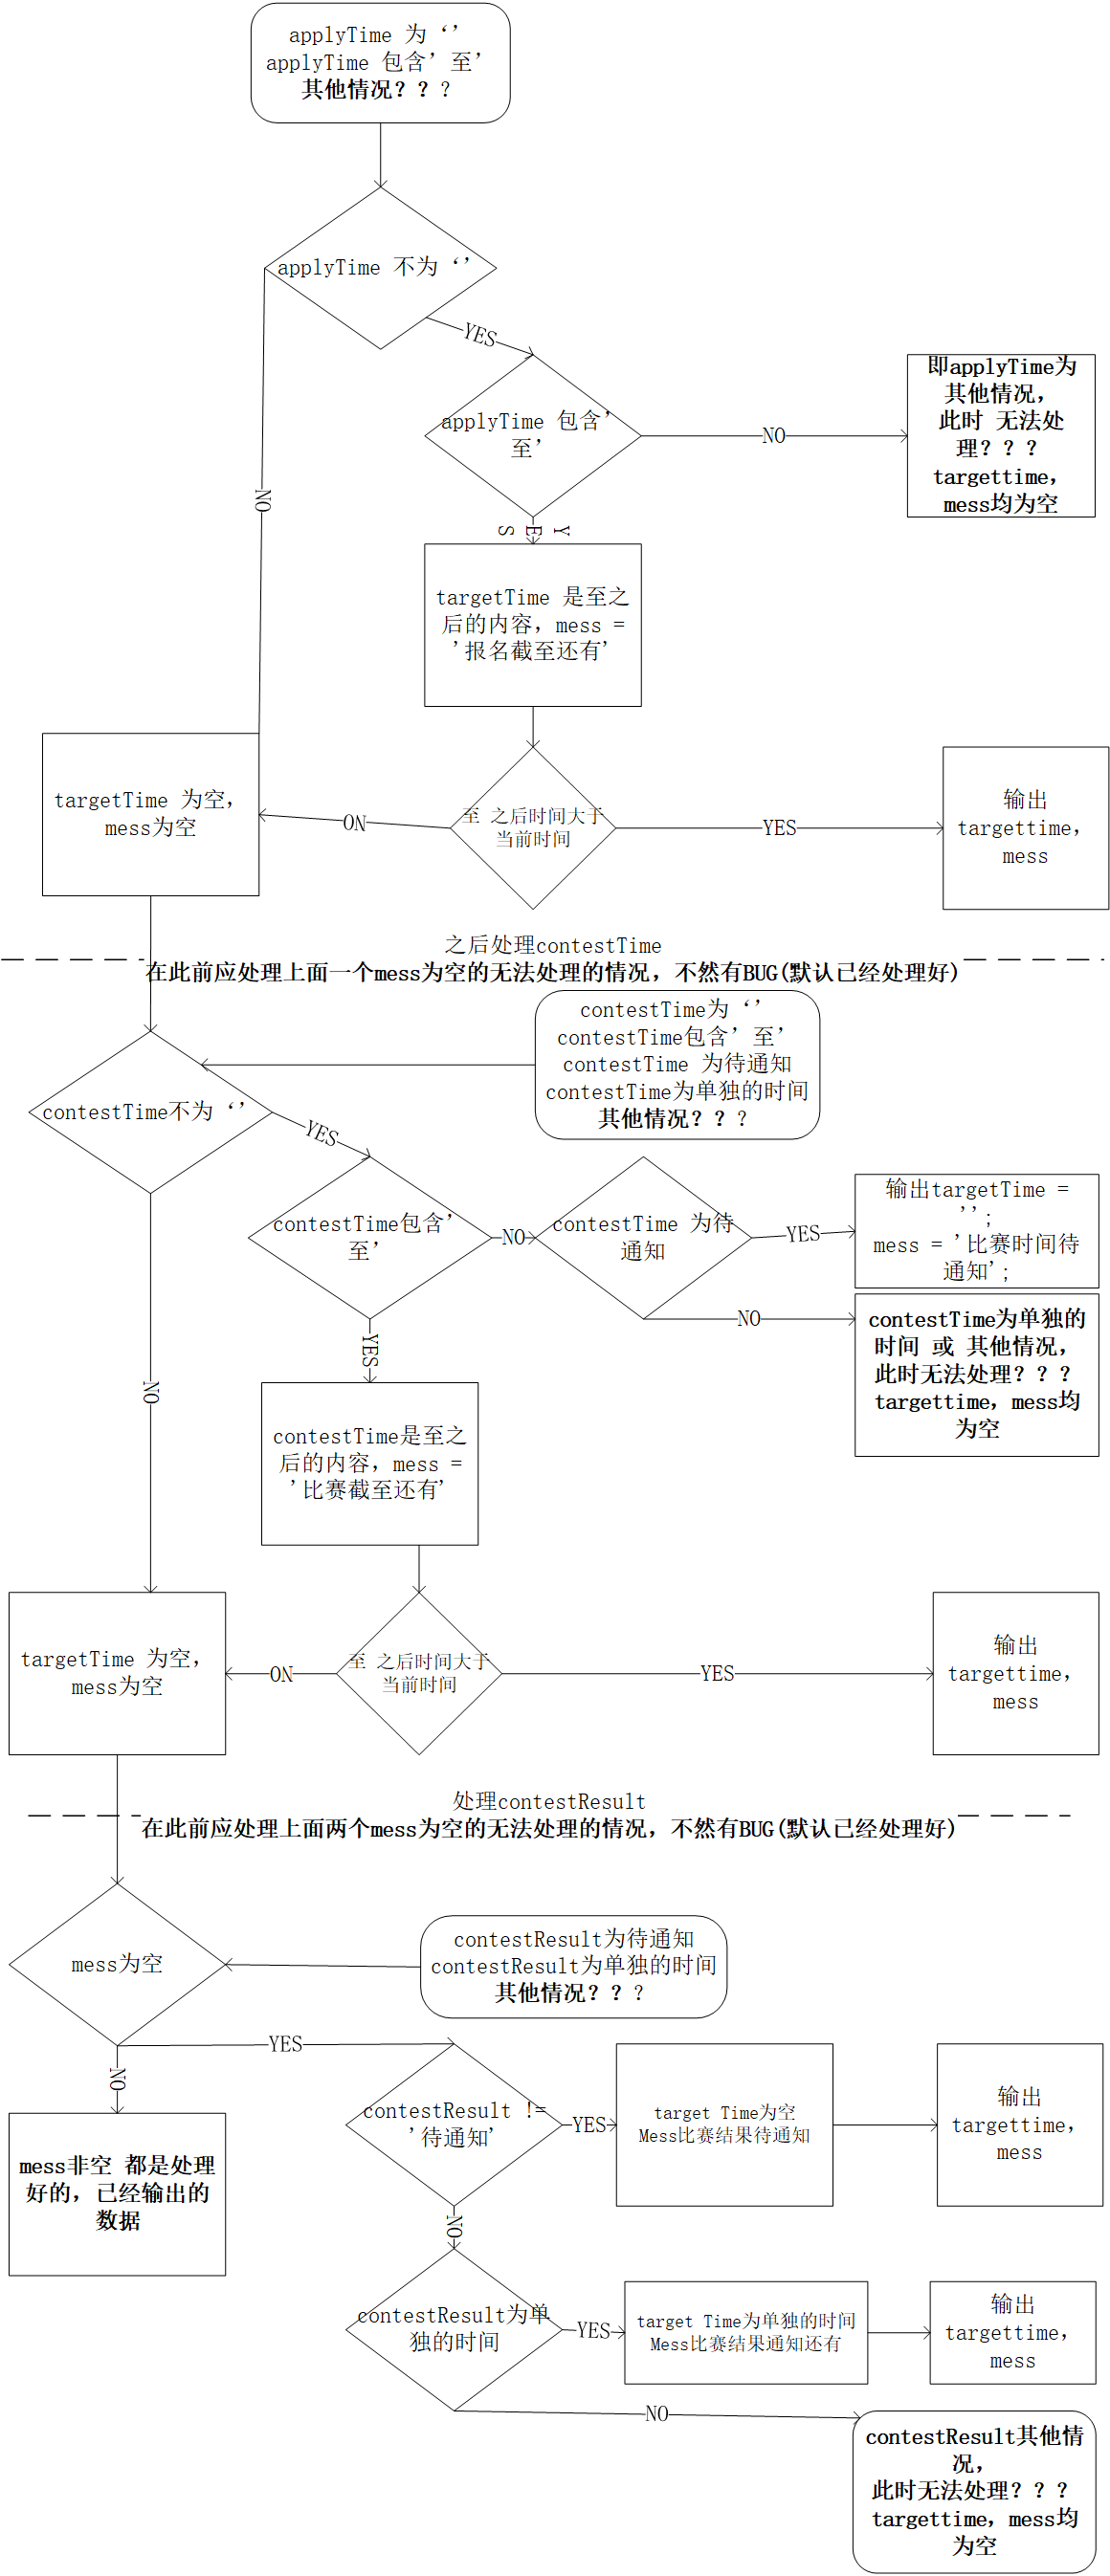 applyTime 为‘’
applyTime 包含’至’
其他情况？？？
applyTime 不为‘’
NO
YES
applyTime 包含’
至’
NO
即applyTime为
其他情况，
此时 无法处
理？？？
targettime，
mess均为空
YES
targetTime 是至之
后的内容，mess =
'报名截至还有'
targetTime 为空，
mess为空
ON
至 之后时间大于
当前时间
YES
输出
targettime，
mess
之后处理contestTime
在此前应处理上面一个mess为空的无法处理的情况，不然有BUG(默认已经处理好)
contestTime为‘’
contestTime包含’至’
contestTime 为待通知
contestTime为单独的时间
其他情况？？？
contestTime不为‘’
YES
contestTime包含’
至’
NO
contestTime 为待
通知
YES
输出targetTime =
'';
mess = '比赛时间待
通知';
NO
contestTime为单独的
时间 或 其他情况，
此时无法处理？？？
targettime，mess均
为空
YES
NO
contestTime是至之
后的内容，mess =
'比赛截至还有'
targetTime 为空，
mess为空
ON
至 之后时间大于
当前时间
YES
输出
targettime，
mess
处理contestResult
在此前应处理上面两个mess为空的无法处理的情况，不然有BUG(默认已经处理好)
mess为空
contestResult为待通知
contestResult为单独的时间
其他情况？？？
YES
NO
mess非空 都是处理
好的，已经输出的
数据
contestResult !=
'待通知'
YES
target Time为空
Mess比赛结果待通知
输出
targettime，
mess
NO
contestResult为单
独的时间
YES
target Time为单独的时间
Mess比赛结果通知还有
输出
targettime，
mess
NO
contestResult其他情
况，
此时无法处理？？？
targettime，mess均
为空